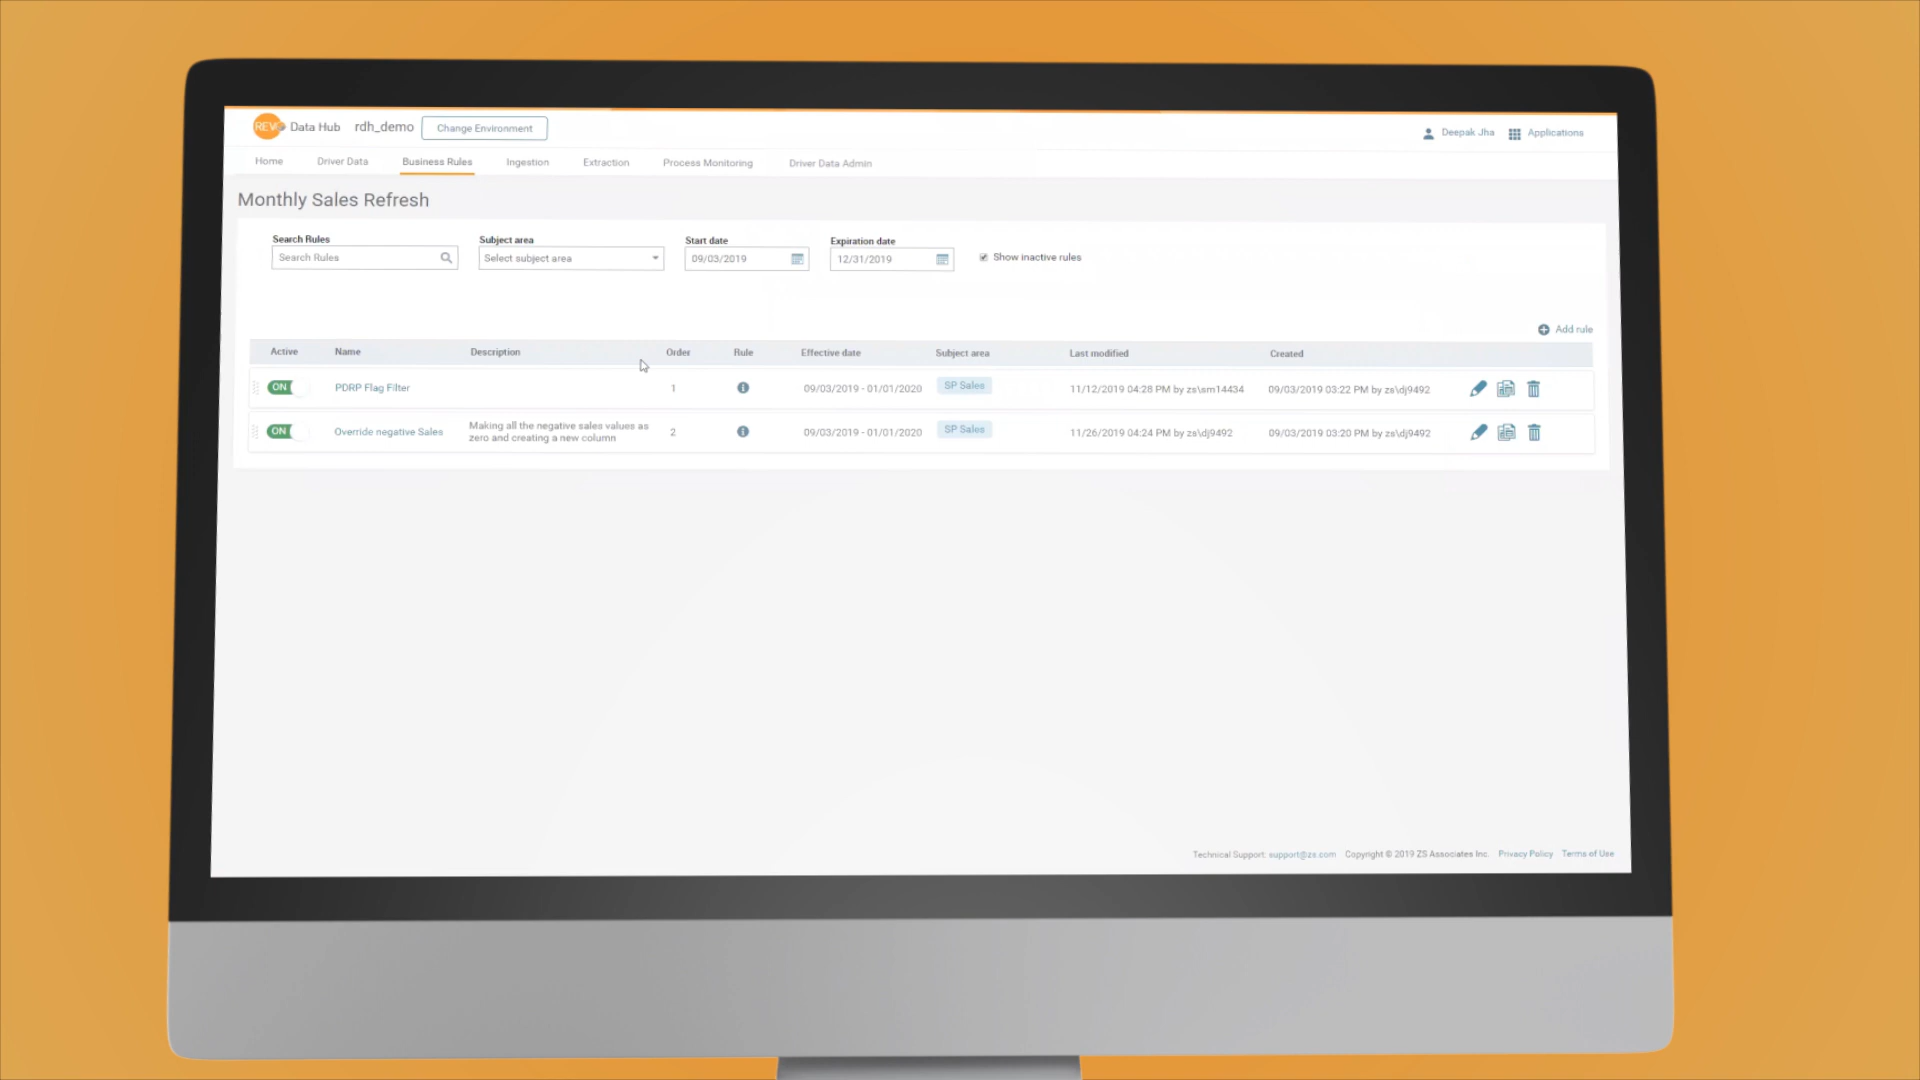 REVO Data Hub rdh_demo Change Environment Deepak Jha Applications
Home Driver Data Business Rules Ingestion Extraction Process Monitoring Driver Data Admin
Monthly Sales Refresh
Search Rules Subject area Start date Expiration date
Search Rules Select subject area 09/03/2019 12/31/2019 Show inactive rules
Add rule
Active Name Description Order Rule Effective date Subject area Last modified Created
ON PDRP Flag Filter 1 09/03/2019 - 01/01/2020 SP Sales 11/12/2019 04:28 PM by zs\sm14434 09/03/2019 03:22 PM by zs\dj9492
ON Override negative Sales Making all the negative sales values as
zero and creating a new column 2 09/03/2019 - 01/01/2020 SP Sales 11/26/2019 04:24 PM by zs\dj9492 09/03/2019 03:20 PM by zs\dj9492
Technical Support: support@zs.com Copyright © 2019 ZS Associates Inc. Privacy Policy Terms of Use